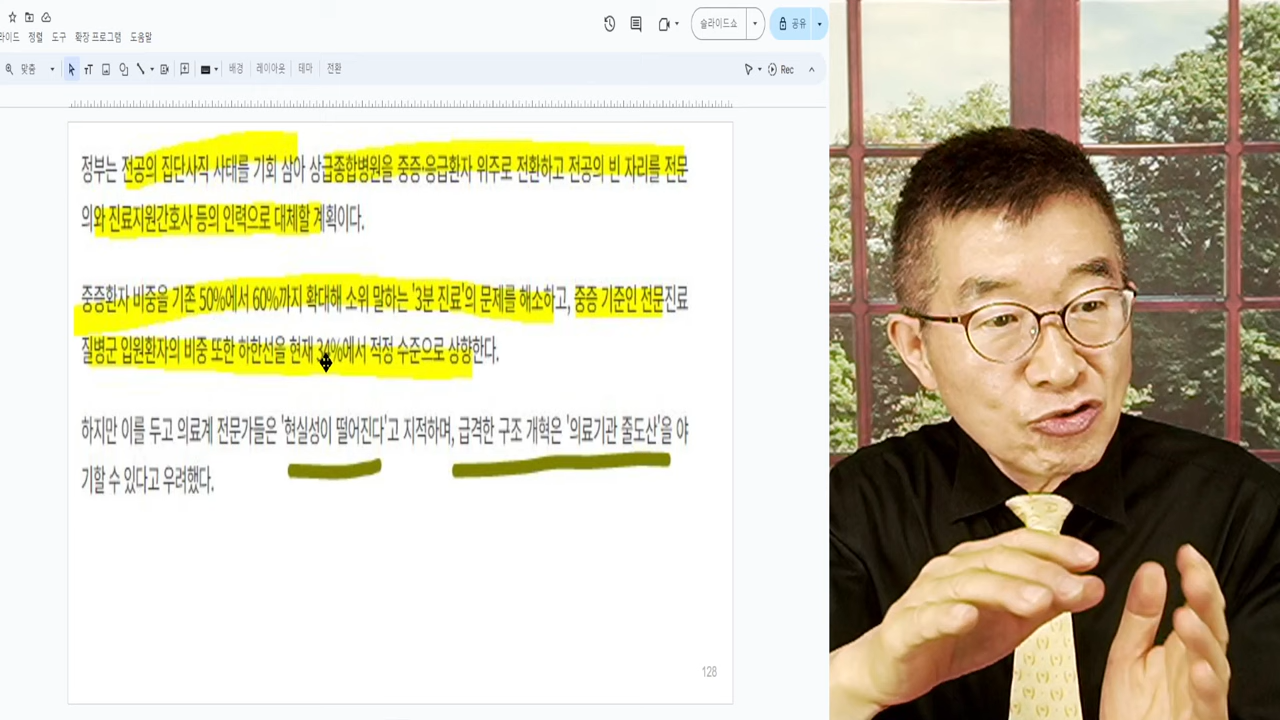 라이드 정렬 도구 확장 프로그램 도움말
슬라이드쇼
공유
맞춤
배경 레이아웃 테마 전환
Rec
정부는 전공의 집단사직 사태를 기회 삼아 상급종합병원을 중증·응급환자 위주로 전환하고 전공의 빈 자리를 전문
의와 진료지원간호사 등의 인력으로 대체할 계획이다.
중증환자 비중을 기존 50%에서 60%까지 확대해 소위 말하는 '3분 진료'의 문제를 해소하고, 중증 기준인 전문진료
질병군 입원환자의 비중 또한 하한선을 현재 34%에서 적정 수준으로 상향한다.
하지만 이를 두고 의료계 전문가들은 '현실성이 떨어진다'고 지적하며, 급격한 구조 개혁은 '의료기관 줄도산'을 야
기할 수 있다고 우려했다.
128